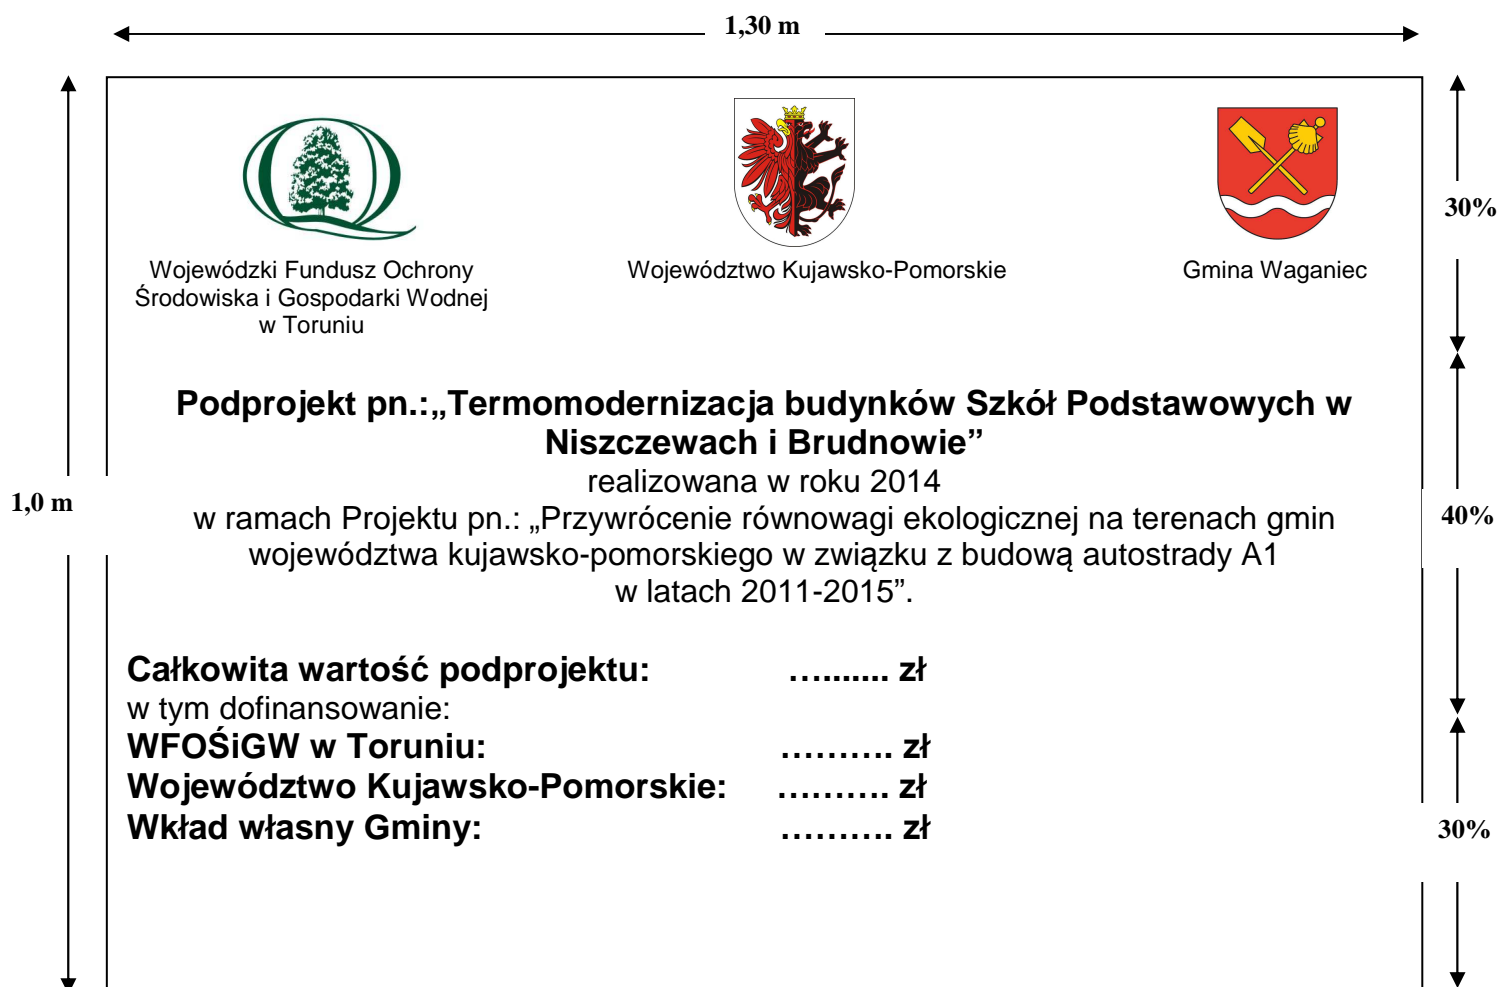 1,30 m
Wojewódzki Fundusz Ochrony
Środowiska i Gospodarki Wodnej
w Toruniu
Województwo Kujawsko-Pomorskie
Gmina Waganiec
30%
Podprojekt pn.:„Termomodernizacja budynków Szkół Podstawowych w
Niszczewach i Brudnowie”
realizowana w roku 2014
w ramach Projektu pn.: „Przywrócenie równowagi ekologicznej na terenach gmin
województwa kujawsko-pomorskiego w związku z budową autostrady A1
w latach 2011-2015”.
1,0 m
40%
Całkowita wartość podprojektu: …....... zł
w tym dofinansowanie:
WFOŚiGW w Toruniu: ………. zł
Województwo Kujawsko-Pomorskie: ………. zł
Wkład własny Gminy: ………. zł
30%